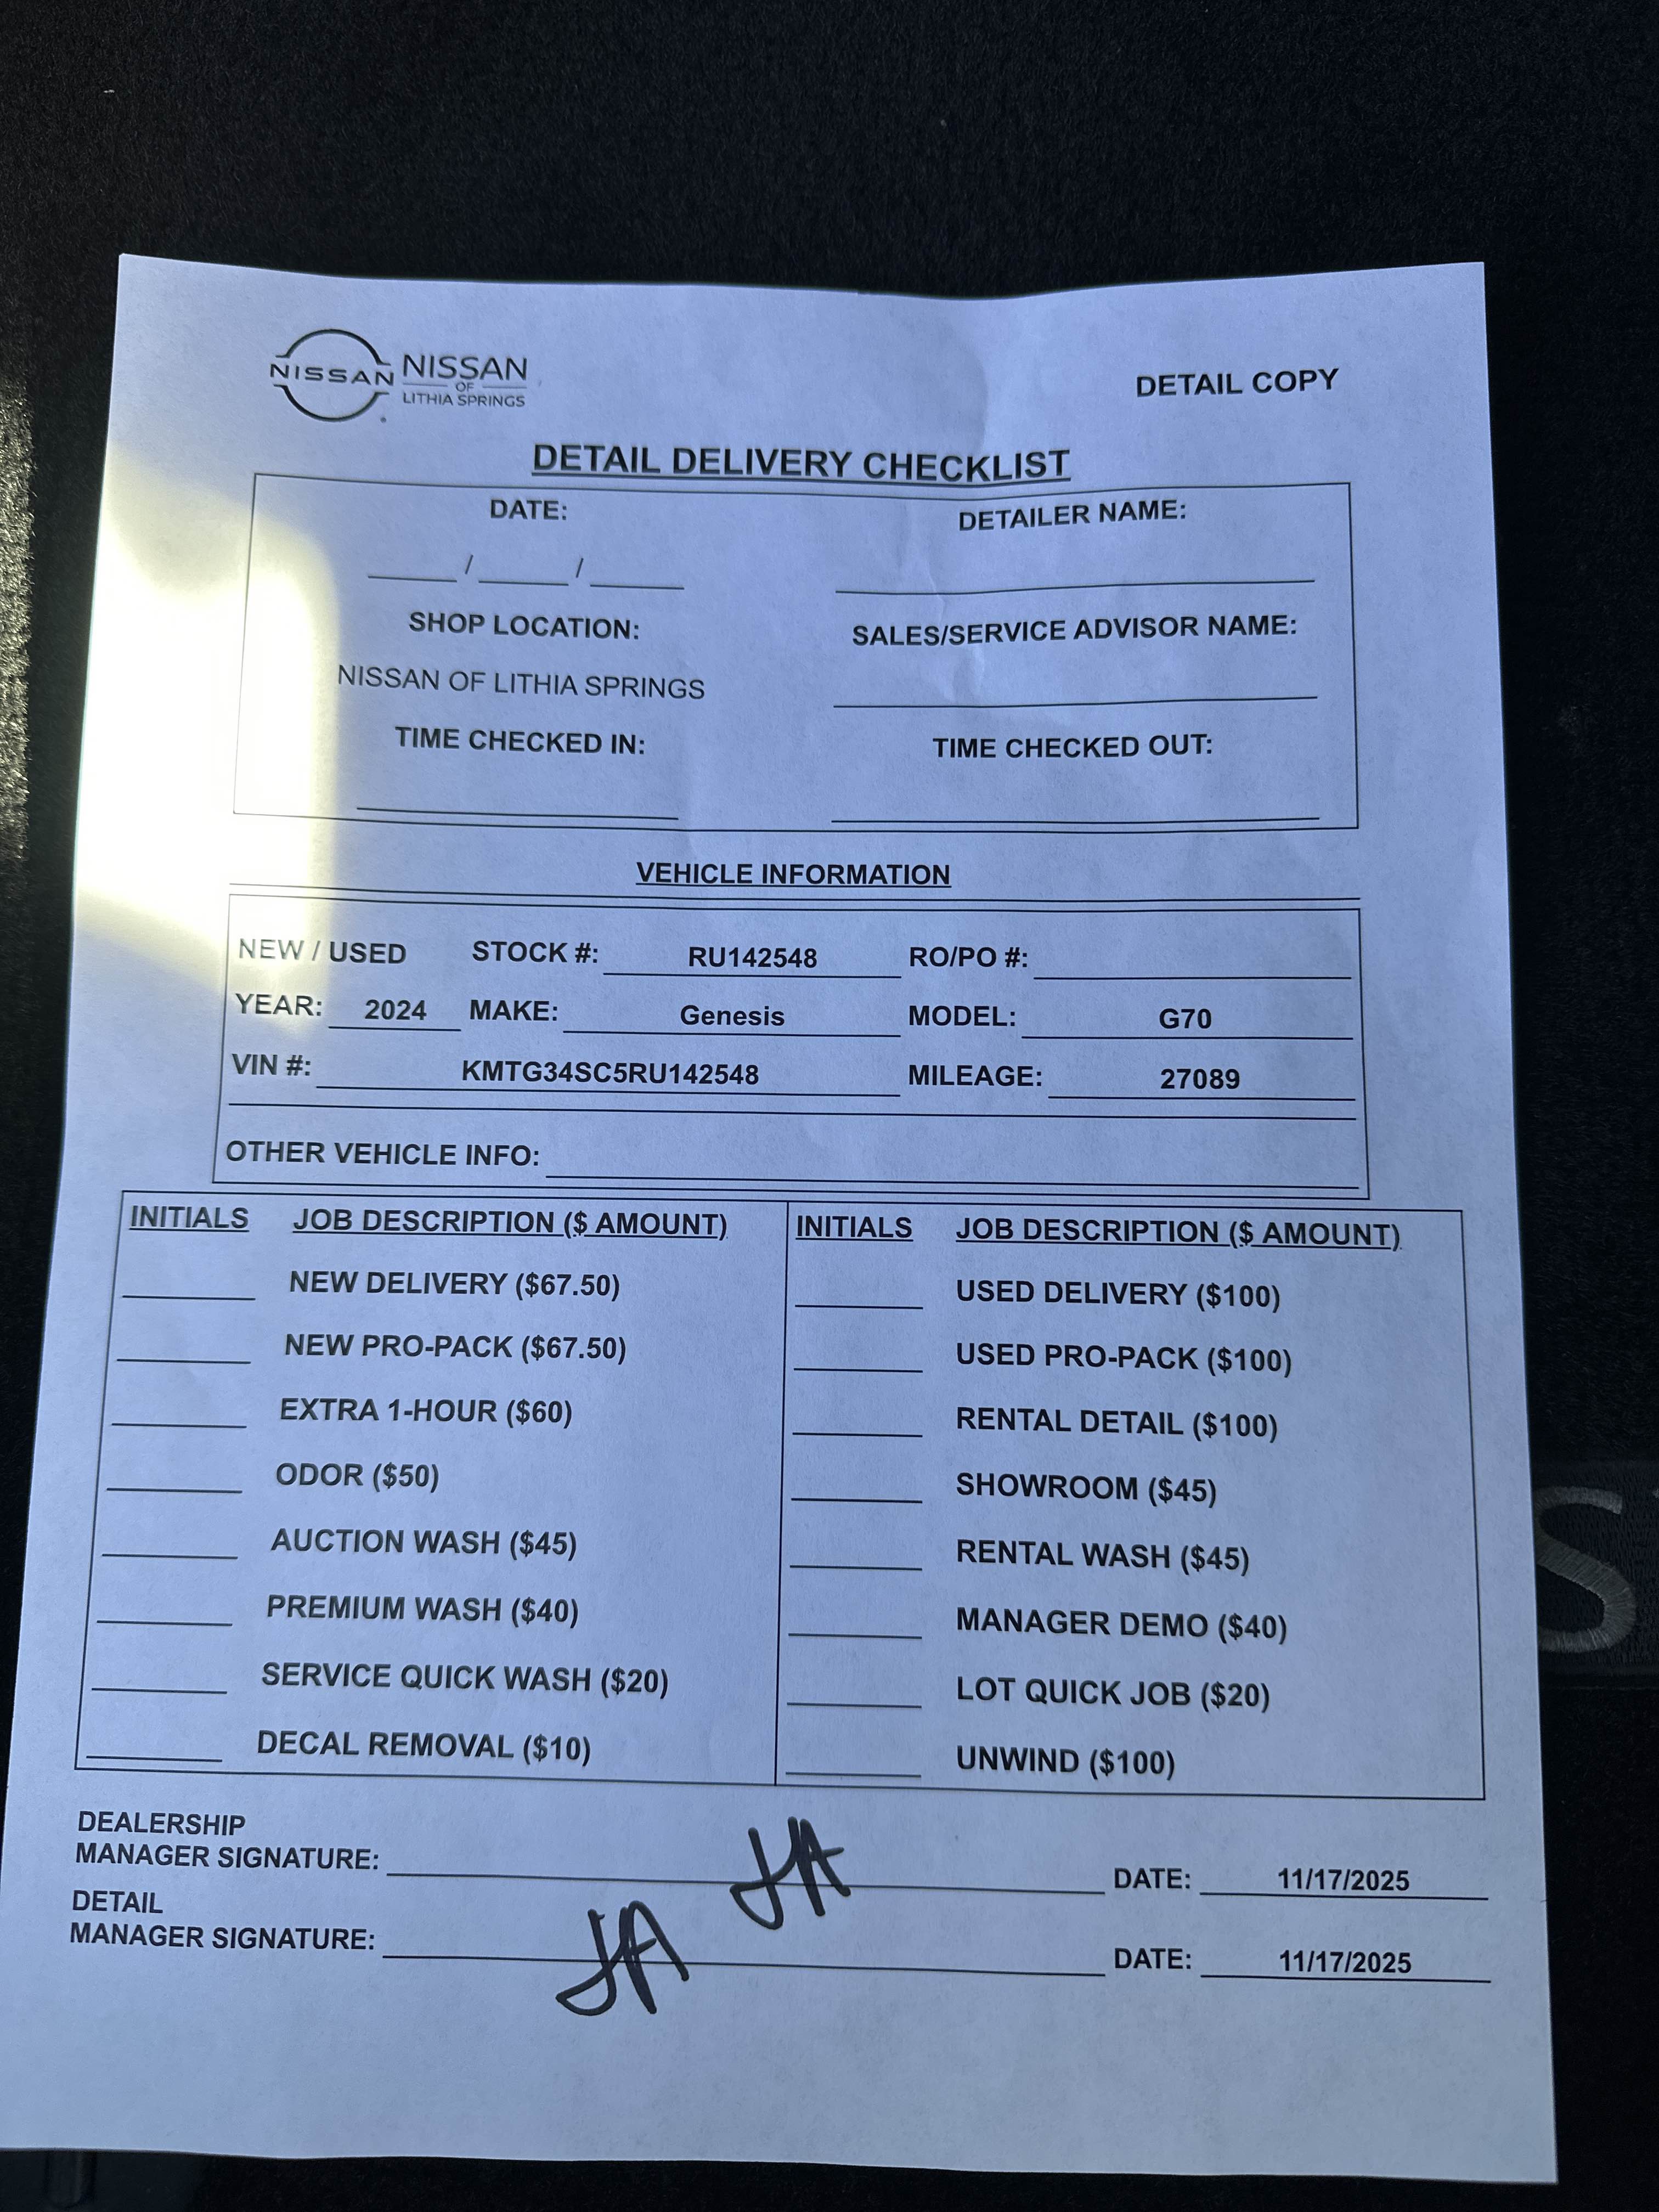 NISSAN
NISSAN
OF
LITHIA SPRINGS
DETAIL COPY
DETAIL DELIVERY CHECKLIST
DATE: DETAILER NAME:
____ / ____ / ____ ____
SHOP LOCATION: SALES/SERVICE ADVISOR NAME:
NISSAN OF LITHIA SPRINGS
TIME CHECKED IN: TIME CHECKED OUT:
VEHICLE INFORMATION
NEW / USED STOCK #: RU142548 RO/PO #:
YEAR: 2024 MAKE: Genesis MODEL: G70
VIN #: KMTG34SC5RU142548 MILEAGE: 27089
OTHER VEHICLE INFO:
INITIALS JOB DESCRIPTION ($ AMOUNT) INITIALS JOB DESCRIPTION ($ AMOUNT)
NEW DELIVERY ($67.50) USED DELIVERY ($100)
NEW PRO-PACK ($67.50) USED PRO-PACK ($100)
EXTRA 1-HOUR ($60) RENTAL DETAIL ($100)
ODOR ($50) SHOWROOM ($45)
AUCTION WASH ($45) RENTAL WASH ($45)
PREMIUM WASH ($40) MANAGER DEMO ($40)
SERVICE QUICK WASH ($20) LOT QUICK JOB ($20)
DECAL REMOVAL ($10) UNWIND ($100)
DEALERSHIP
MANAGER SIGNATURE: JA DATE: 11/17/2025
DETAIL
MANAGER SIGNATURE: JA DATE: 11/17/2025
S